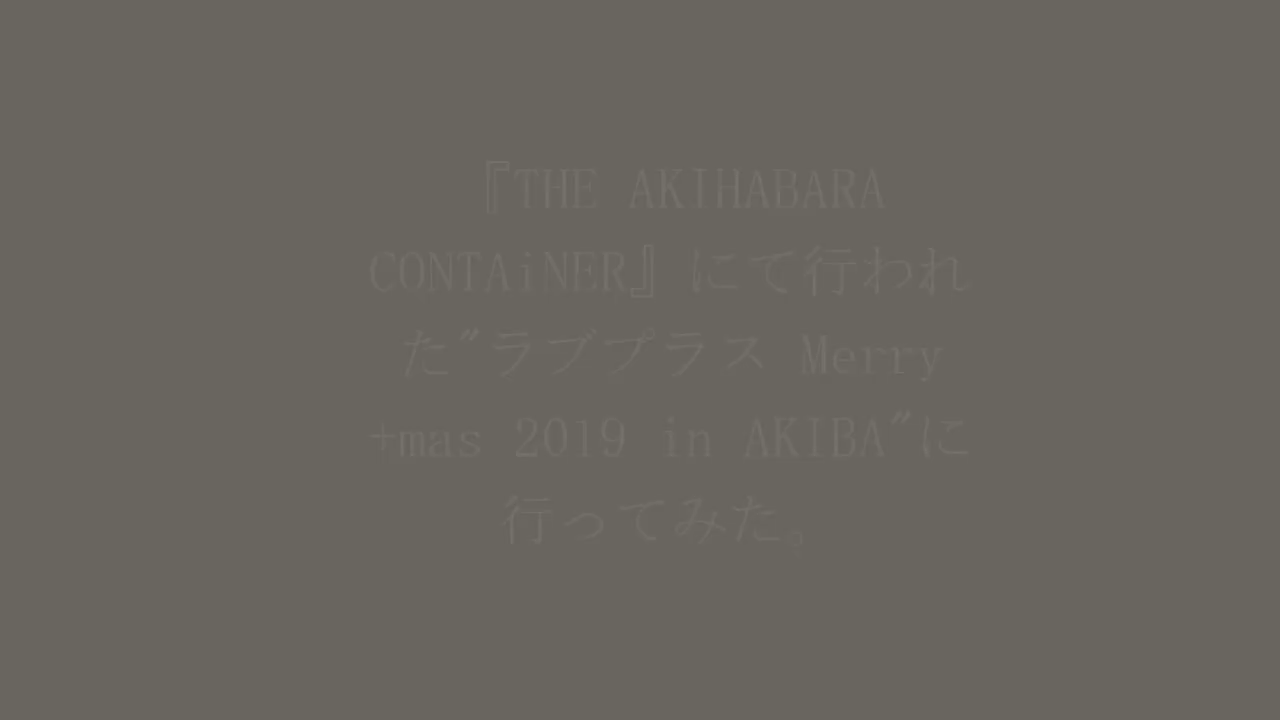 『THE AKIHABARA
CONTAiNER』にて行われ
た"ラブプラス Merry
+mas 2019 in AKIBA"に
行ってみた。